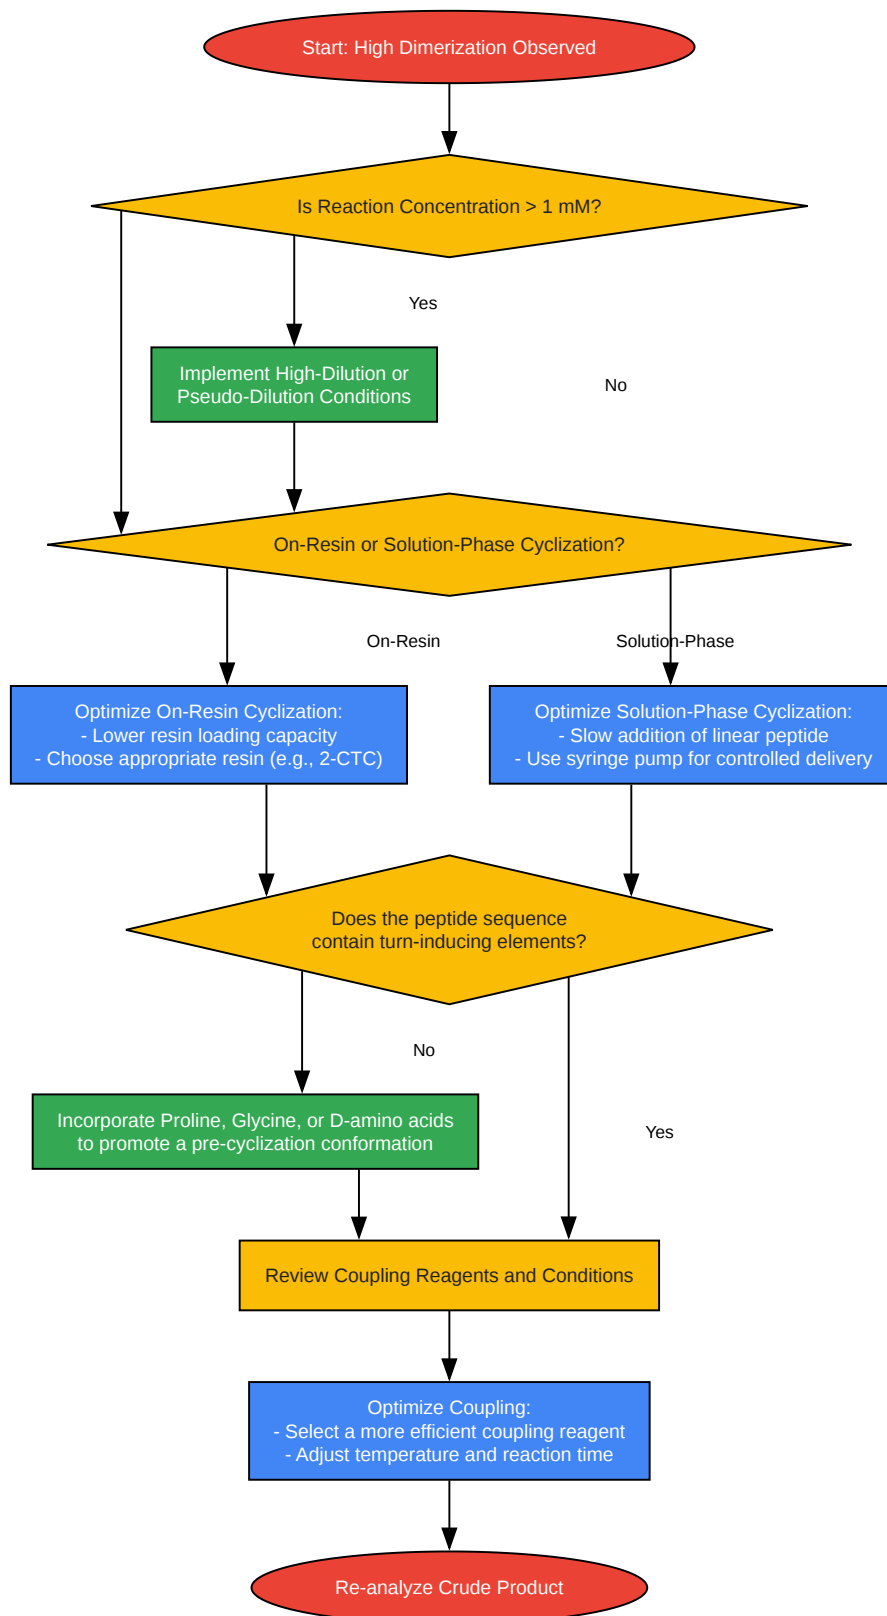 Start: High Dimerization Observed
Is Reaction Concentration > 1 mM?
Yes
Implement High-Dilution or
Pseudo-Dilution Conditions
No
On-Resin or Solution-Phase Cyclization?
On-Resin
Solution-Phase
Optimize On-Resin Cyclization:
- Lower resin loading capacity
- Choose appropriate resin (e.g., 2-CTC)
Optimize Solution-Phase Cyclization:
- Slow addition of linear peptide
- Use syringe pump for controlled delivery
Does the peptide sequence
contain turn-inducing elements?
No
Incorporate Proline, Glycine, or D-amino acids
to promote a pre-cyclization conformation
Yes
Review Coupling Reagents and Conditions
Optimize Coupling:
- Select a more efficient coupling reagent
- Adjust temperature and reaction time
Re-analyze Crude Product